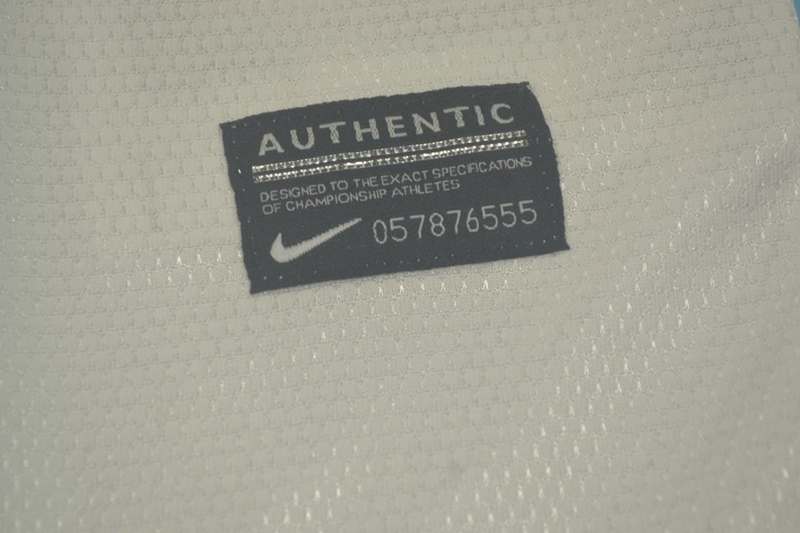 AUTHENTIC
DESIGNED TO THE EXACT SPECIFICATIONS
OF CHAMPIONSHIP ATHLETES
057876555